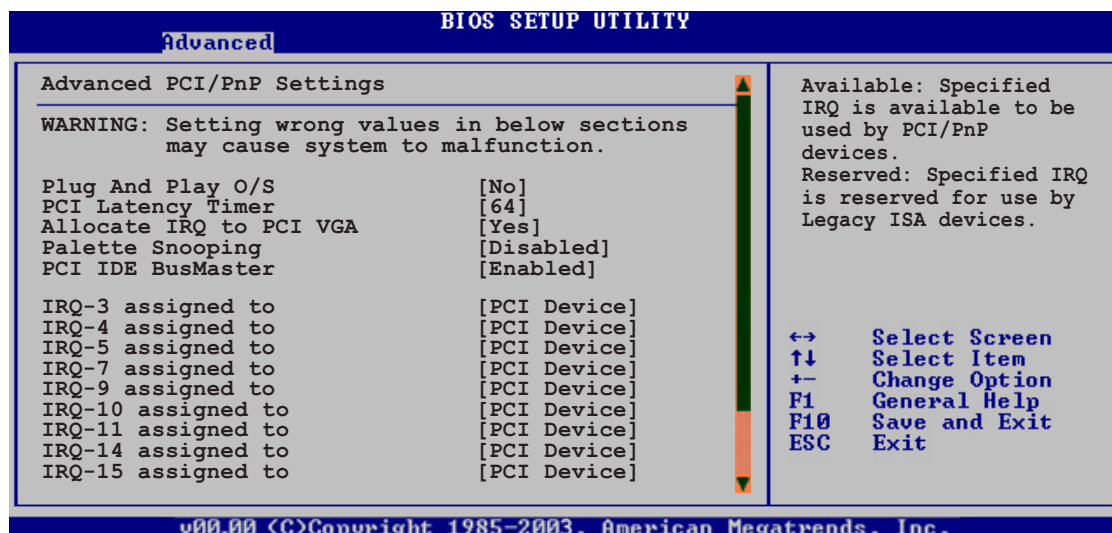 BIOS SETUP UTILITY
Advanced
Advanced PCI/PnP Settings
WARNING: Setting wrong values in below sections
may cause system to malfunction.
Plug And Play O/S [No]
PCI Latency Timer [64]
Allocate IRQ to PCI VGA [Yes]
Palette Snooping [Disabled]
PCI IDE BusMaster [Enabled]
IRQ-3 assigned to [PCI Device]
IRQ-4 assigned to [PCI Device]
IRQ-5 assigned to [PCI Device]
IRQ-7 assigned to [PCI Device]
IRQ-9 assigned to [PCI Device]
IRQ-10 assigned to [PCI Device]
IRQ-11 assigned to [PCI Device]
IRQ-14 assigned to [PCI Device]
IRQ-15 assigned to [PCI Device]
Available: Specified
IRQ is available to be
used by PCI/PnP
devices.
Reserved: Specified IRQ
is reserved for use by
Legacy ISA devices.
←→ Select Screen
↑↓ Select Item
+- Change Option
F1 General Help
F10 Save and Exit
ESC Exit
v00.00 (C)Copyright 1985-2003, American Megatrends, Inc.